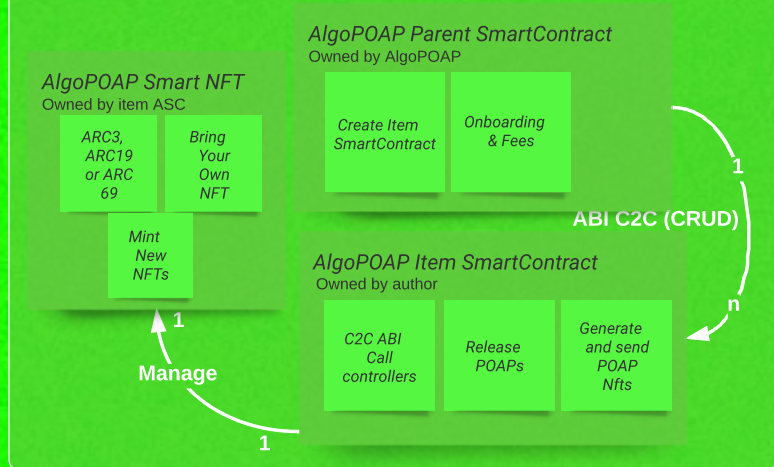 AlgoPOAP Parent SmartContract
Owned by AlgoPOAP
Create Item
SmartContract
Onboarding
& Fees
AlgoPOAP Smart NFT
Owned by item ASC
ARC3,
ARC19
or ARC
69
Bring
Your
Own
NFT
Mint
New
NFTs
1
ABI C2C (CRUD)
n
AlgoPOAP Item SmartContract
Owned by author
C2C ABI
Call
controllers
Release
POAPs
Generate
and send
POAP
Nfts
1
Manage
1